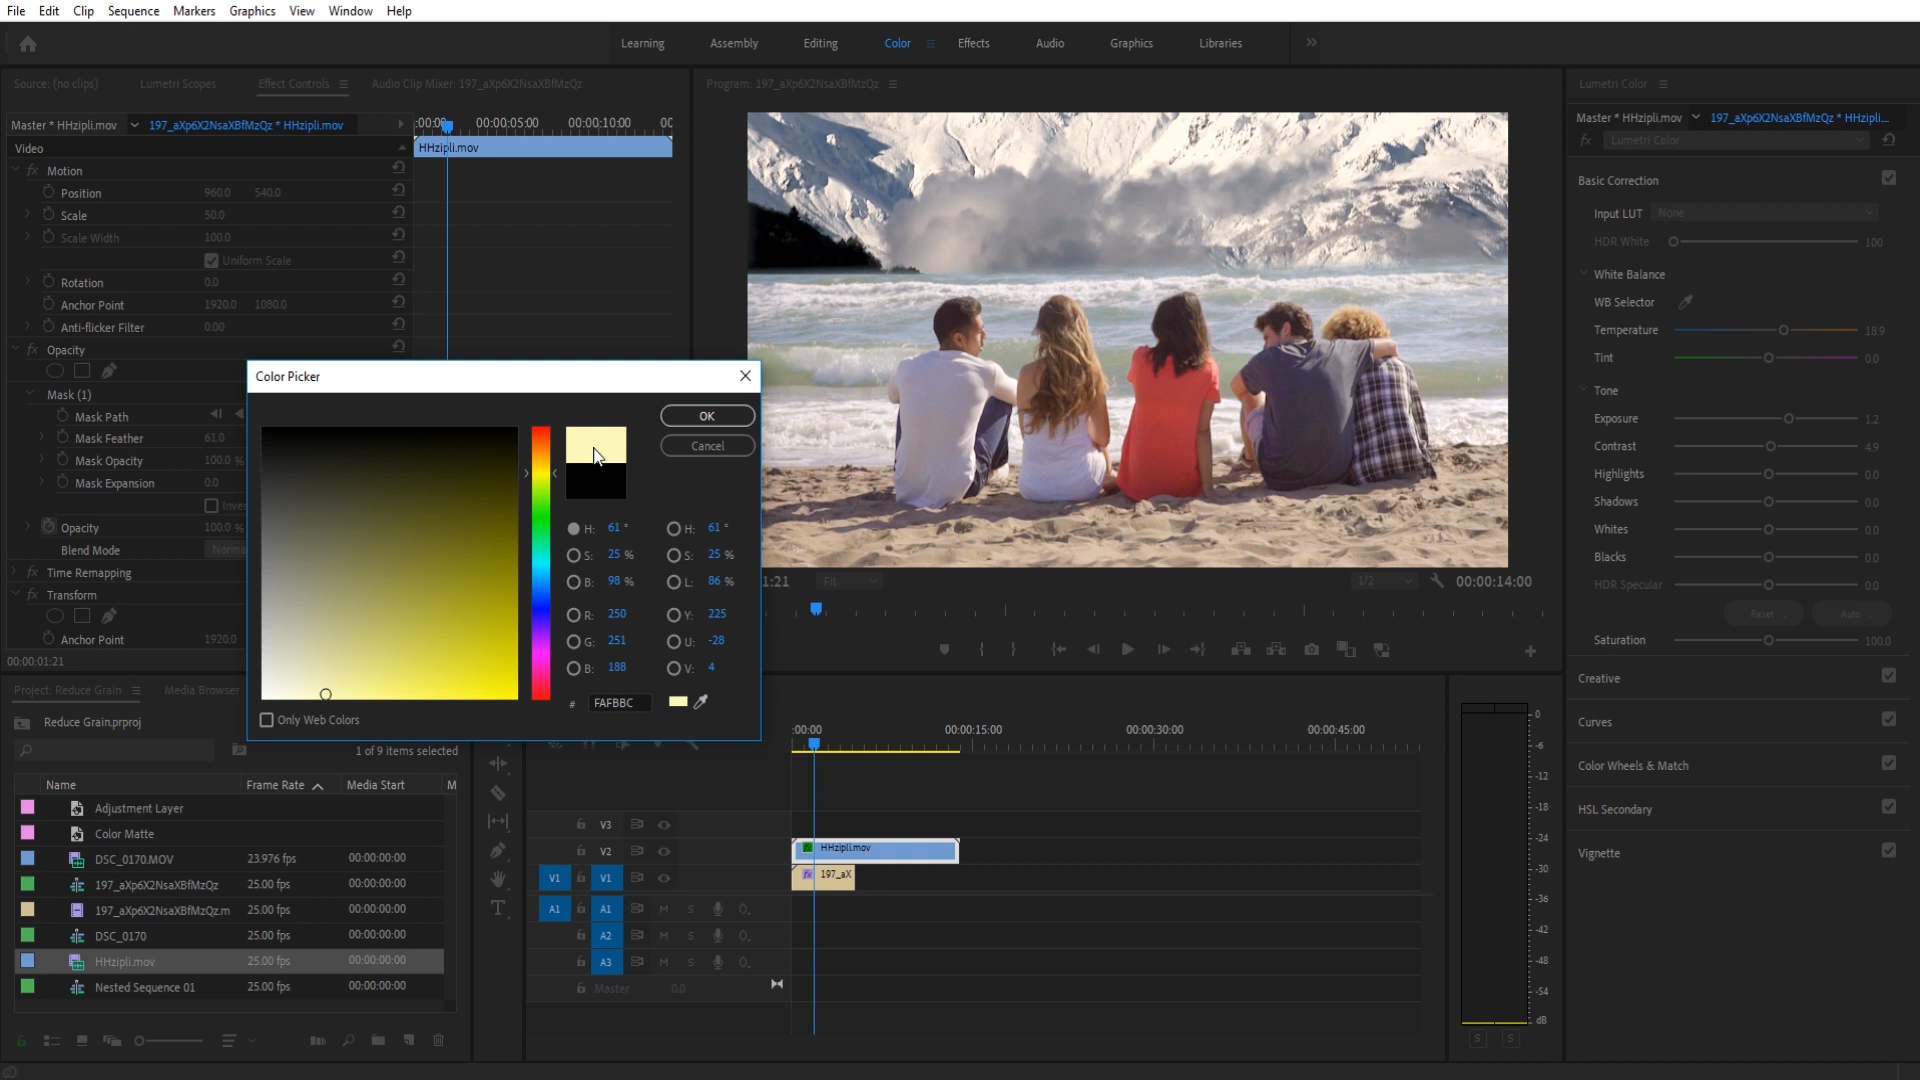 File Edit Clip Sequence Markers Graphics View Window Help
Learning Assembly Editing Color Effects Audio Graphics Libraries
Source: (no clips) Lumetri Scopes Effect Controls Audio Clip Mixer: 197_aXp6X2NsaXBfMzQz
Program: 197_aXp6X2NsaXBfMzQz
Lumetri Color
Master * HHzipli.mov 197_aXp6X2NsaXBfMzQz * HHzipli.mov
:00:00 00:00:05:00 00:00:10:00 00
Video
HHzipli.mov
Motion
Position 960.0 540.0
Scale 50.0
Scale Width 100.0
Uniform Scale
Rotation 0.0
Anchor Point 1920.0 1080.0
Anti-flicker Filter 0.00
Opacity
Mask (1)
Mask Path
Mask Feather 61.0
Mask Opacity 100.0 %
Mask Expansion 0.0
Inver
Opacity 100.0 %
Blend Mode Norma
Time Remapping
Transform
Anchor Point 1920.0
00:00:01:21
Color Picker
OK
Cancel
H: 61 ° H: 61 °
S: 25 % S: 25 %
B: 98 % L: 86 %
R: 250 Y: 225
G: 251 U: -28
B: 188 V: 4
# FAFBBC
Only Web Colors
1:21 Fit 1/2 00:00:14:00
Master * HHzipli.mov 197_aXp6X2NsaXBfMzQz * HHzipli...
fx Lumetri Color
Basic Correction
Input LUT None
HDR White 100
White Balance
WB Selector
Temperature 18.9
Tint 0.0
Tone
Exposure 1.2
Contrast 4.9
Highlights 0.0
Shadows 0.0
Whites 0.0
Blacks 0.0
HDR Specular 0.0
Reset Auto
Saturation 100.0
Creative
Curves
Color Wheels & Match
HSL Secondary
Vignette
Project: Reduce Grain Media Browser
Reduce Grain.prproj
1 of 9 items selected
Name Frame Rate Media Start M
Adjustment Layer
Color Matte
DSC_0170.MOV 23.976 fps 00:00:00:00
197_aXp6X2NsaXBfMzQz 25.00 fps 00:00:00:00
197_aXp6X2NsaXBfMzQz.m 25.00 fps 00:00:00:00
DSC_0170 25.00 fps 00:00:00:00
HHzipli.mov 25.00 fps 00:00:00:00
Nested Sequence 01 25.00 fps 00:00:00:00
:00:00 00:00:15:00 00:00:30:00 00:00:45:00
V3
V2 fx HHzipli.mov
V1 V1 fx 197_aX
A1 A1 M S
A2 M S
A3 M S
Master 0.0
0
-6
-12
-18
-24
-30
-36
-42
-48
-54
dB
S S